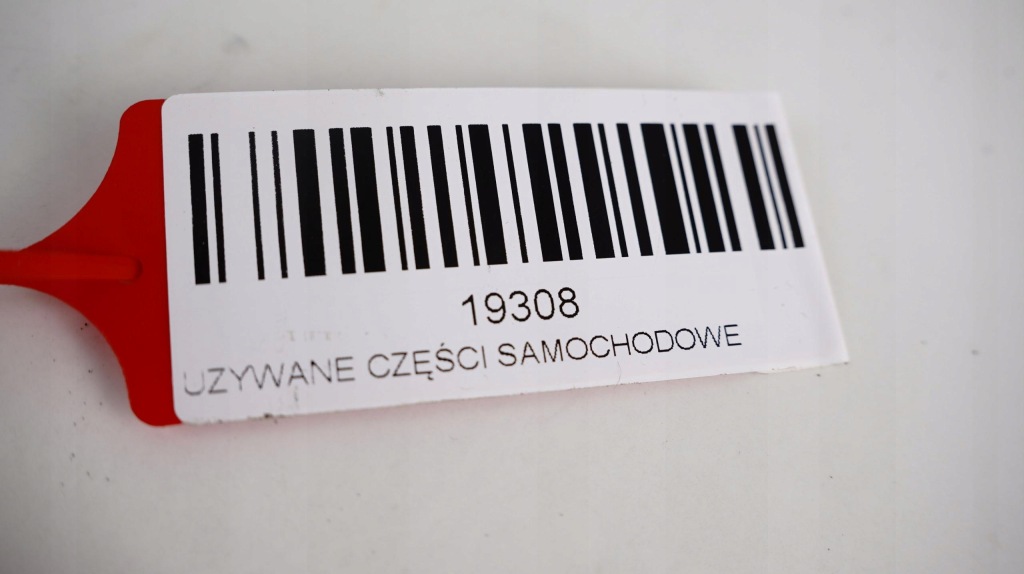 19308
UZYWANE CZĘŚCI SAMOCHODOWE